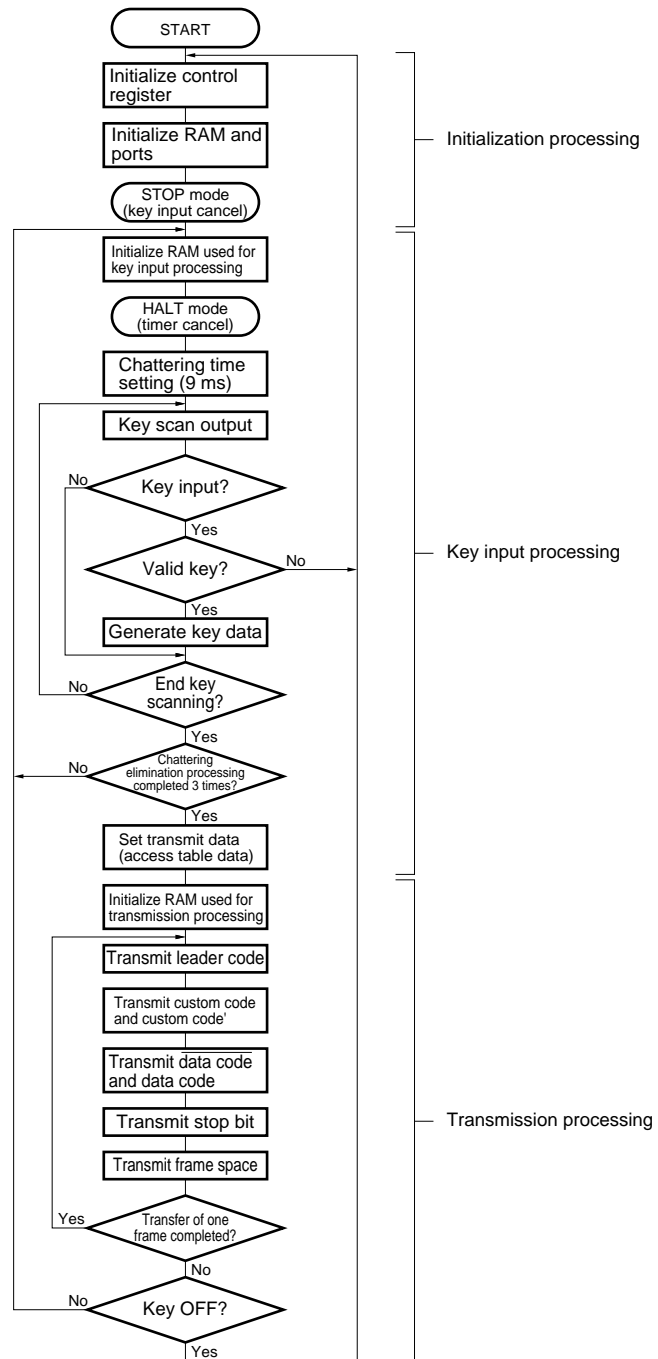 START
Initialize control
register
Initialize RAM and
ports
Initialization processing
STOP mode
(key input cancel)
Initialize RAM used for
key input processing
HALT mode
(timer cancel)
Chattering time
setting (9 ms)
Key scan output
No
Key input?
Yes
No
Valid key?
Key input processing
Yes
Generate key data
No
End key
scanning?
Yes
No
Chattering
elimination processing
completed 3 times?
Yes
Set transmit data
(access table data)
Initialize RAM used for
transmission processing
Transmit leader code
Transmit custom code
and custom code'
Transmit data code
and data code
Transmit stop bit
Transmission processing
Transmit frame space
Yes
Transfer of one
frame completed?
No
No
Key OFF?
Yes